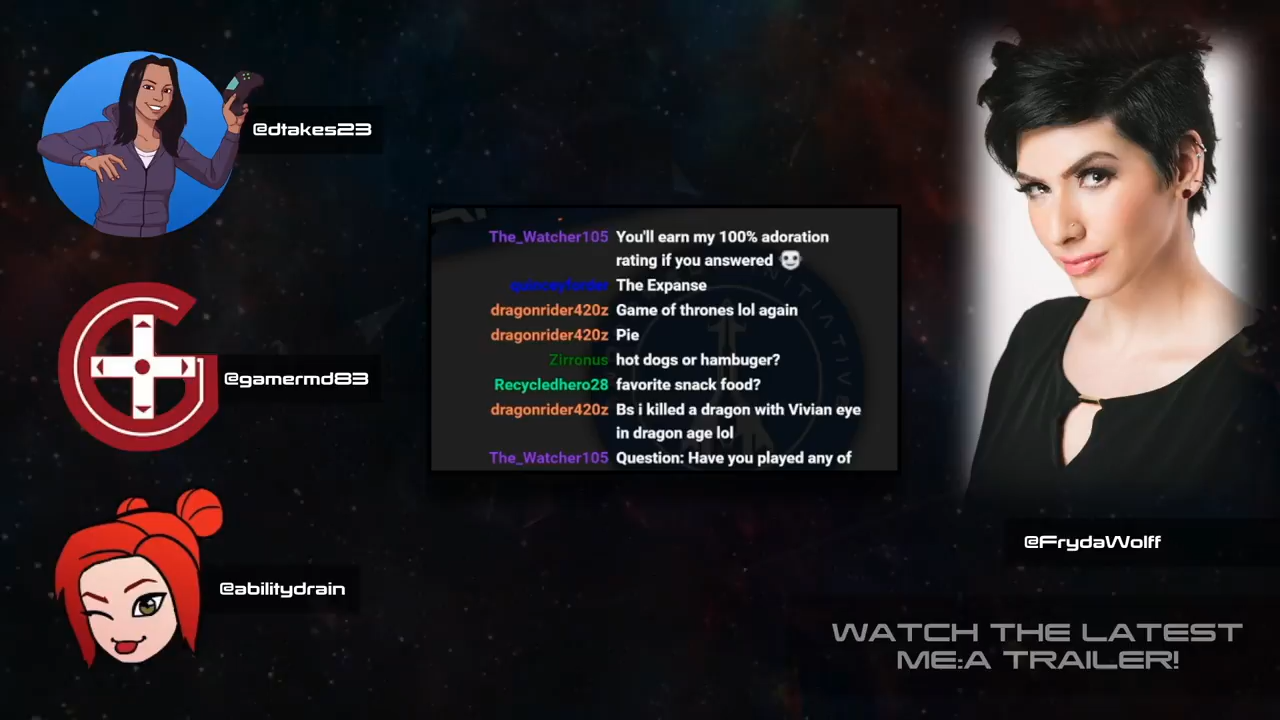 @dtakes23
@gamermd83
@abilitydrain
The_Watcher105 You'll earn my 100% adoration
rating if you answered
The Expanse
dragonrider420z Game of thrones lol again
dragonrider420z Pie
Zirronus hot dogs or hambuger?
Recycledhero28 favorite snack food?
dragonrider420z Bs i killed a dragon with Vivian eye
in dragon age lol
The_Watcher105 Question: Have you played any of
@FrydaWolff
WATCH THE LATEST
ME:A TRAILER!